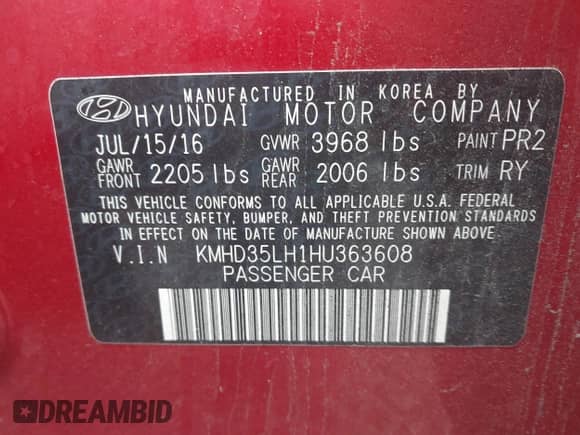 MANUFACTURED IN KOREA BY
HYUNDAI MOTOR COMPANY
JUL/15/16 GVWR 3968 lbs PAINT PR2
GAWR FRONT 2205 lbs GAWR REAR 2006 lbs TRIM RY
THIS VEHICLE CONFORMS TO ALL APPLICABLE U.S.A. FEDERAL
MOTOR VEHICLE SAFETY, BUMPER, AND THEFT PREVENTION STANDARDS
IN EFFECT ON THE DATE OF MANUFACTURE SHOWN ABOVE
V.I.N KMHD35LH1HU363608
PASSENGER CAR
DREAMBID